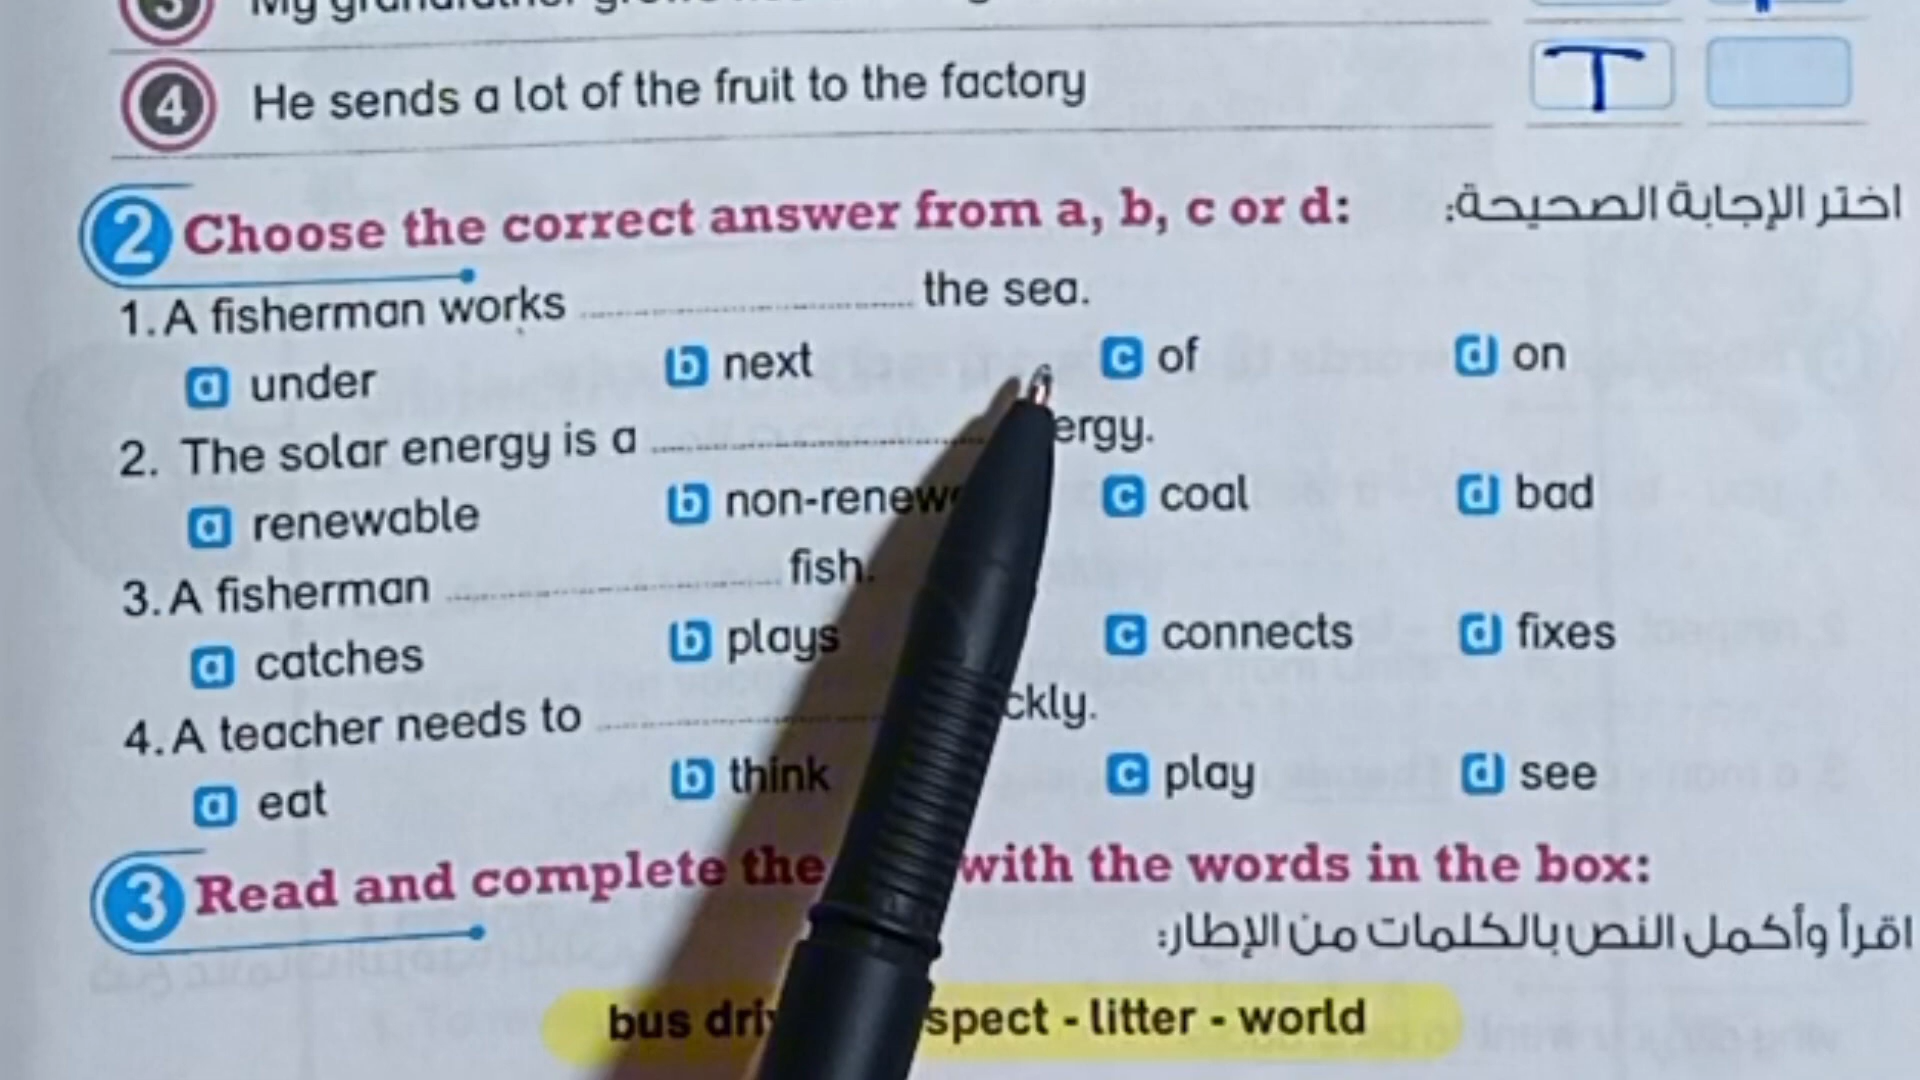 3
4 He sends a lot of the fruit to the factory T
2 Choose the correct answer from a, b, c or d: اختر الإجابة الصحيحة:
1. A fisherman works ........ the sea.
a under b next c of d on
2. The solar energy is a ........ ergy.
a renewable b c coal d bad
3. A fisherman ........ fish.
a catches b plays c connects d fixes
4. A teacher needs to ........ ckly.
a eat b think c play d see
3 Read and complete the with the words in the box:
اقرأ وأكمل النص بالكلمات من الإطار:
bus spect - litter - world